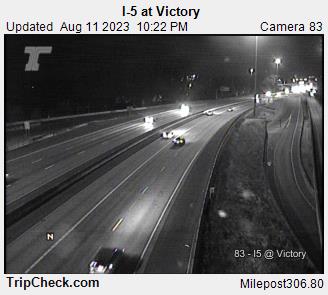 I-5 at Victory
Updated Aug 11 2023 10:22 PM Camera 83
T
N
83 - I5 @ Victory
TripCheck.com Milepost306.80